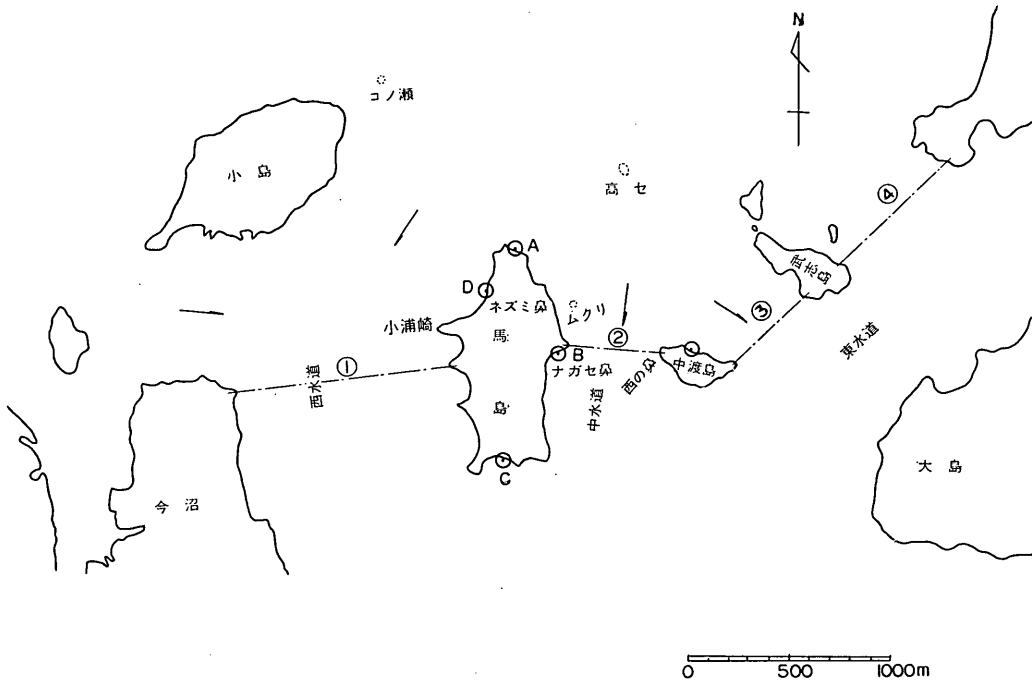 N
コノ瀬
小島
高セ
④
A
D
ネズミ鼻
ムクリ
武志島
小浦崎
馬
島
②
③
B
ナガセ鼻
西の鼻
中渡島
東水道
①
西水道
中水道
C
今沼
大島
0 500 1000m